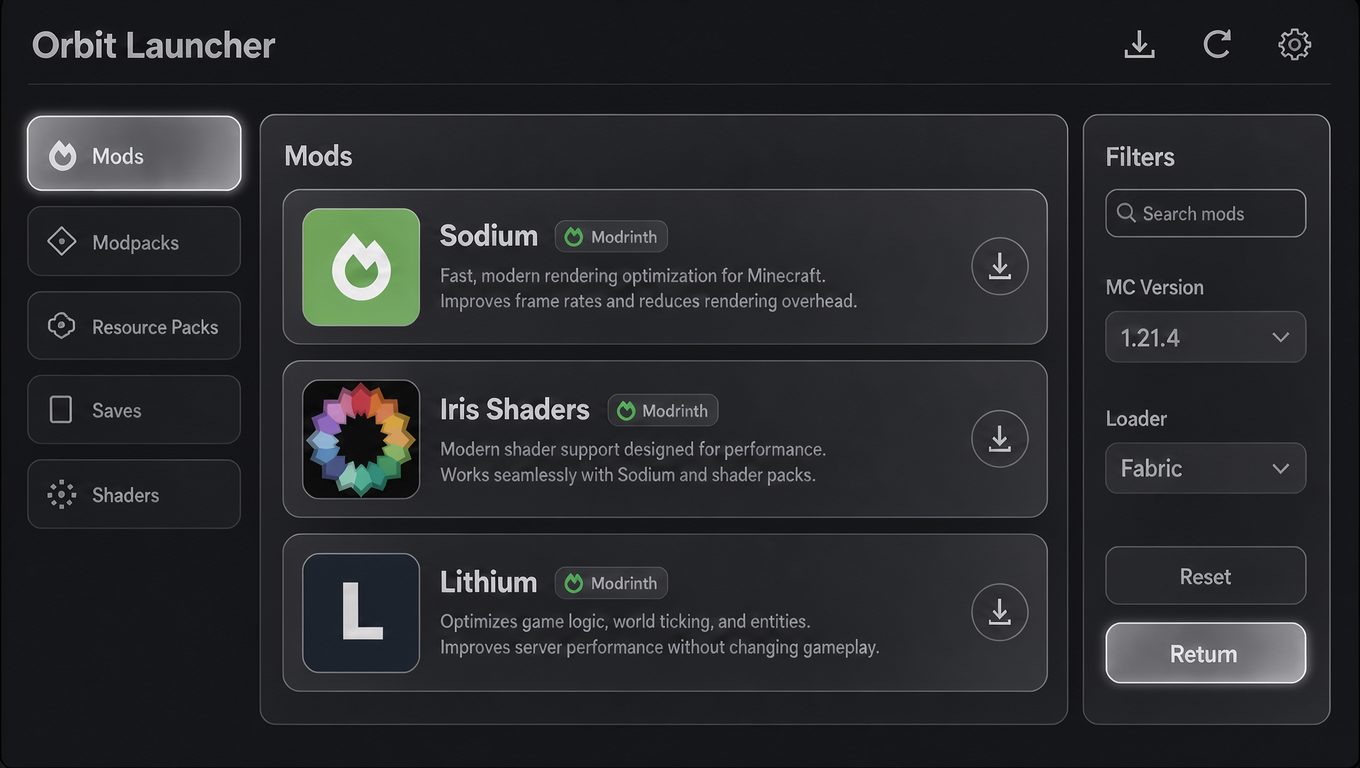 Orbit Launcher
Mods
Modpacks
Resource Packs
Saves
Shaders
Mods
Sodium
Modrinth
Fast, modern rendering optimization for Minecraft.
Improves frame rates and reduces rendering overhead.
Iris Shaders
Modrinth
Modern shader support designed for performance.
Works seamlessly with Sodium and shader packs.
L
Lithium
Modrinth
Optimizes game logic, world ticking, and entities.
Improves server performance without changing gameplay.
Filters
Search mods
MC Version
1.21.4
Loader
Fabric
Reset
Return